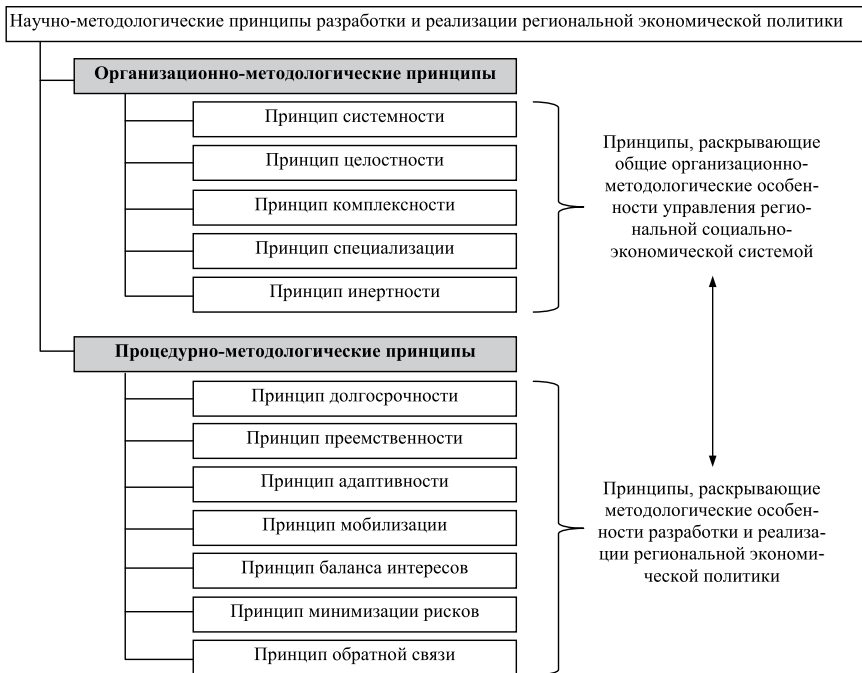 Научно-методологические принципы разработки и реализации региональной экономической политики
Организационно-методологические принципы
Принцип системности
Принцип целостности
Принцип комплексности
Принцип специализации
Принцип инертности
Принципы, раскрывающие
общие организационно-
методологические особен-
ности управления регио-
нальной социально-
экономической системой
Процедурно-методологические принципы
Принцип долгосрочности
Принцип преемственности
Принцип адаптивности
Принцип мобилизации
Принцип баланса интересов
Принцип минимизации рисков
Принцип обратной связи
Принципы, раскрывающие
методологические особен-
ности разработки и реализа-
ции региональной экономи-
ческой политики